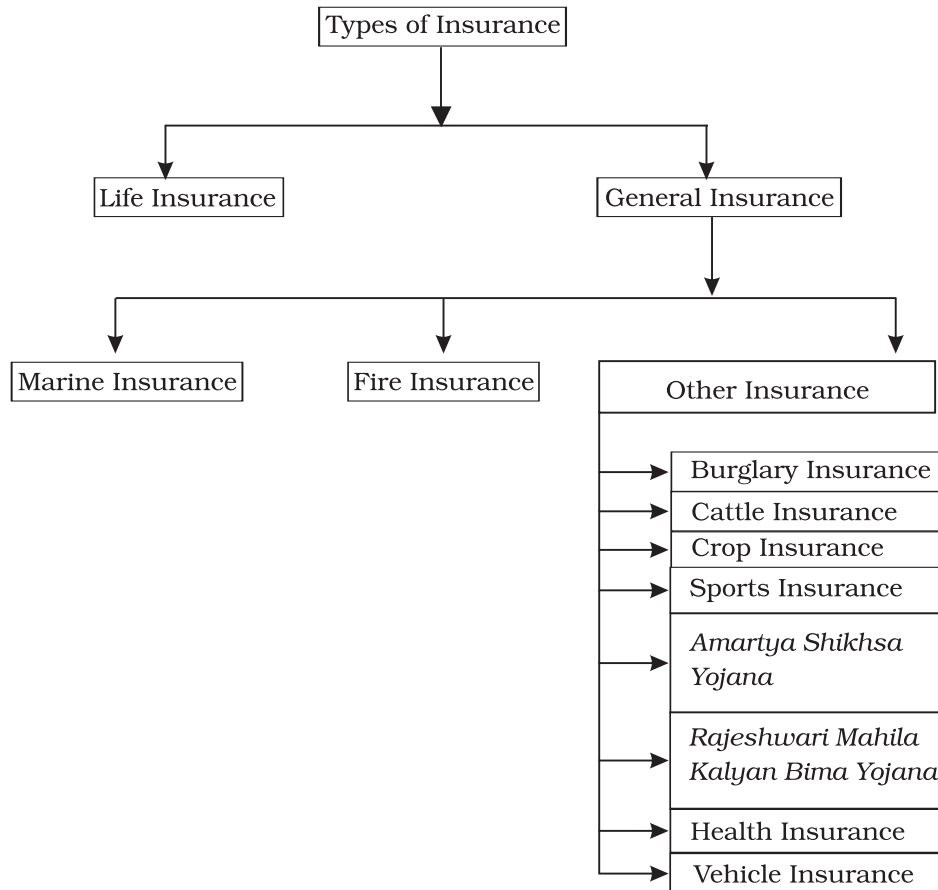 Types of Insurance
Life Insurance
General Insurance
Marine Insurance
Fire Insurance
Other Insurance
Burglary Insurance
Cattle Insurance
Crop Insurance
Sports Insurance
Amartya Shikhsa
Yojana
Rajeshwari Mahila
Kalyan Bima Yojana
Health Insurance
Vehicle Insurance